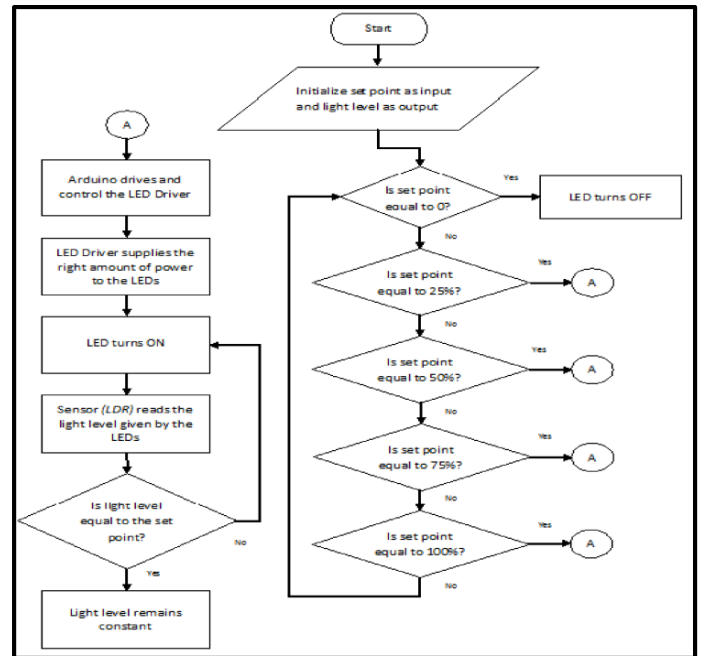 Start
Initialize set point as input
and light level as output
Is set point
equal to 0?
Yes
LED turns OFF
No
Is set point
equal to 25%?
Yes
A
No
Is set point
equal to 50%?
Yes
A
No
Is set point
equal to 75%?
Yes
A
No
Is set point
equal to 100%?
Yes
A
No
A
Arduino drives and
control the LED Driver
LED Driver supplies the
right amount of power
to the LEDs
LED turns ON
Sensor (LDR) reads the
light level given by the
LEDs
Is light level
equal to the set
point?
No
Yes
Light level remains
constant